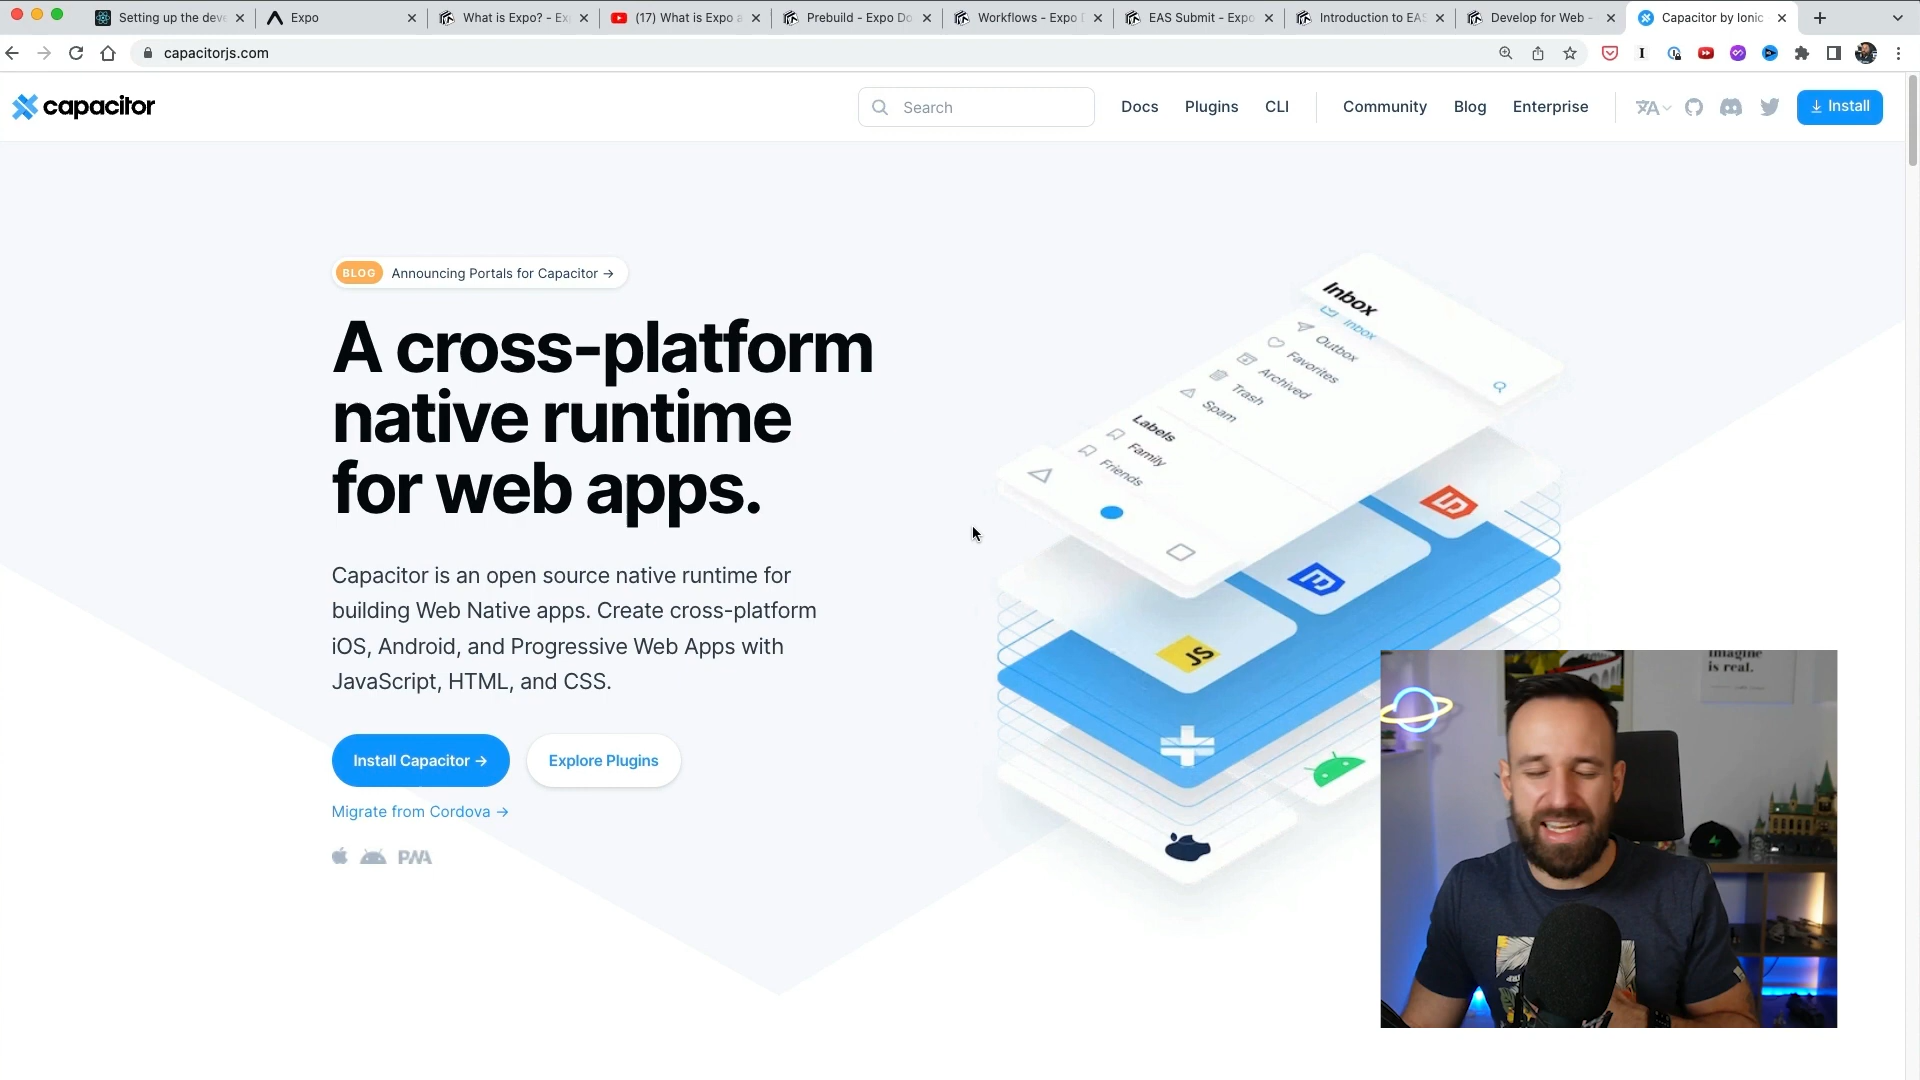 Setting up the deve
Expo
What is Expo? - Ex
(17) What is Expo a
Prebuild - Expo Do
Workflows - Expo D
EAS Submit - Expo
Introduction to EAS
Develop for Web -
Capacitor by Ionic
capacitorjs.com
capacitor
Search
Docs
Plugins
CLI
Community
Blog
Enterprise
Install
BLOG
Announcing Portals for Capacitor →
A cross-platform
native runtime
for web apps.
Capacitor is an open source native runtime for
building Web Native apps. Create cross-platform
iOS, Android, and Progressive Web Apps with
JavaScript, HTML, and CSS.
Install Capacitor →
Explore Plugins
Migrate from Cordova →
PWA
Inbox
Inbox
Outbox
Favorites
Archived
Trash
Spam
Labels
Family
Friends
JS
imagine
is real.